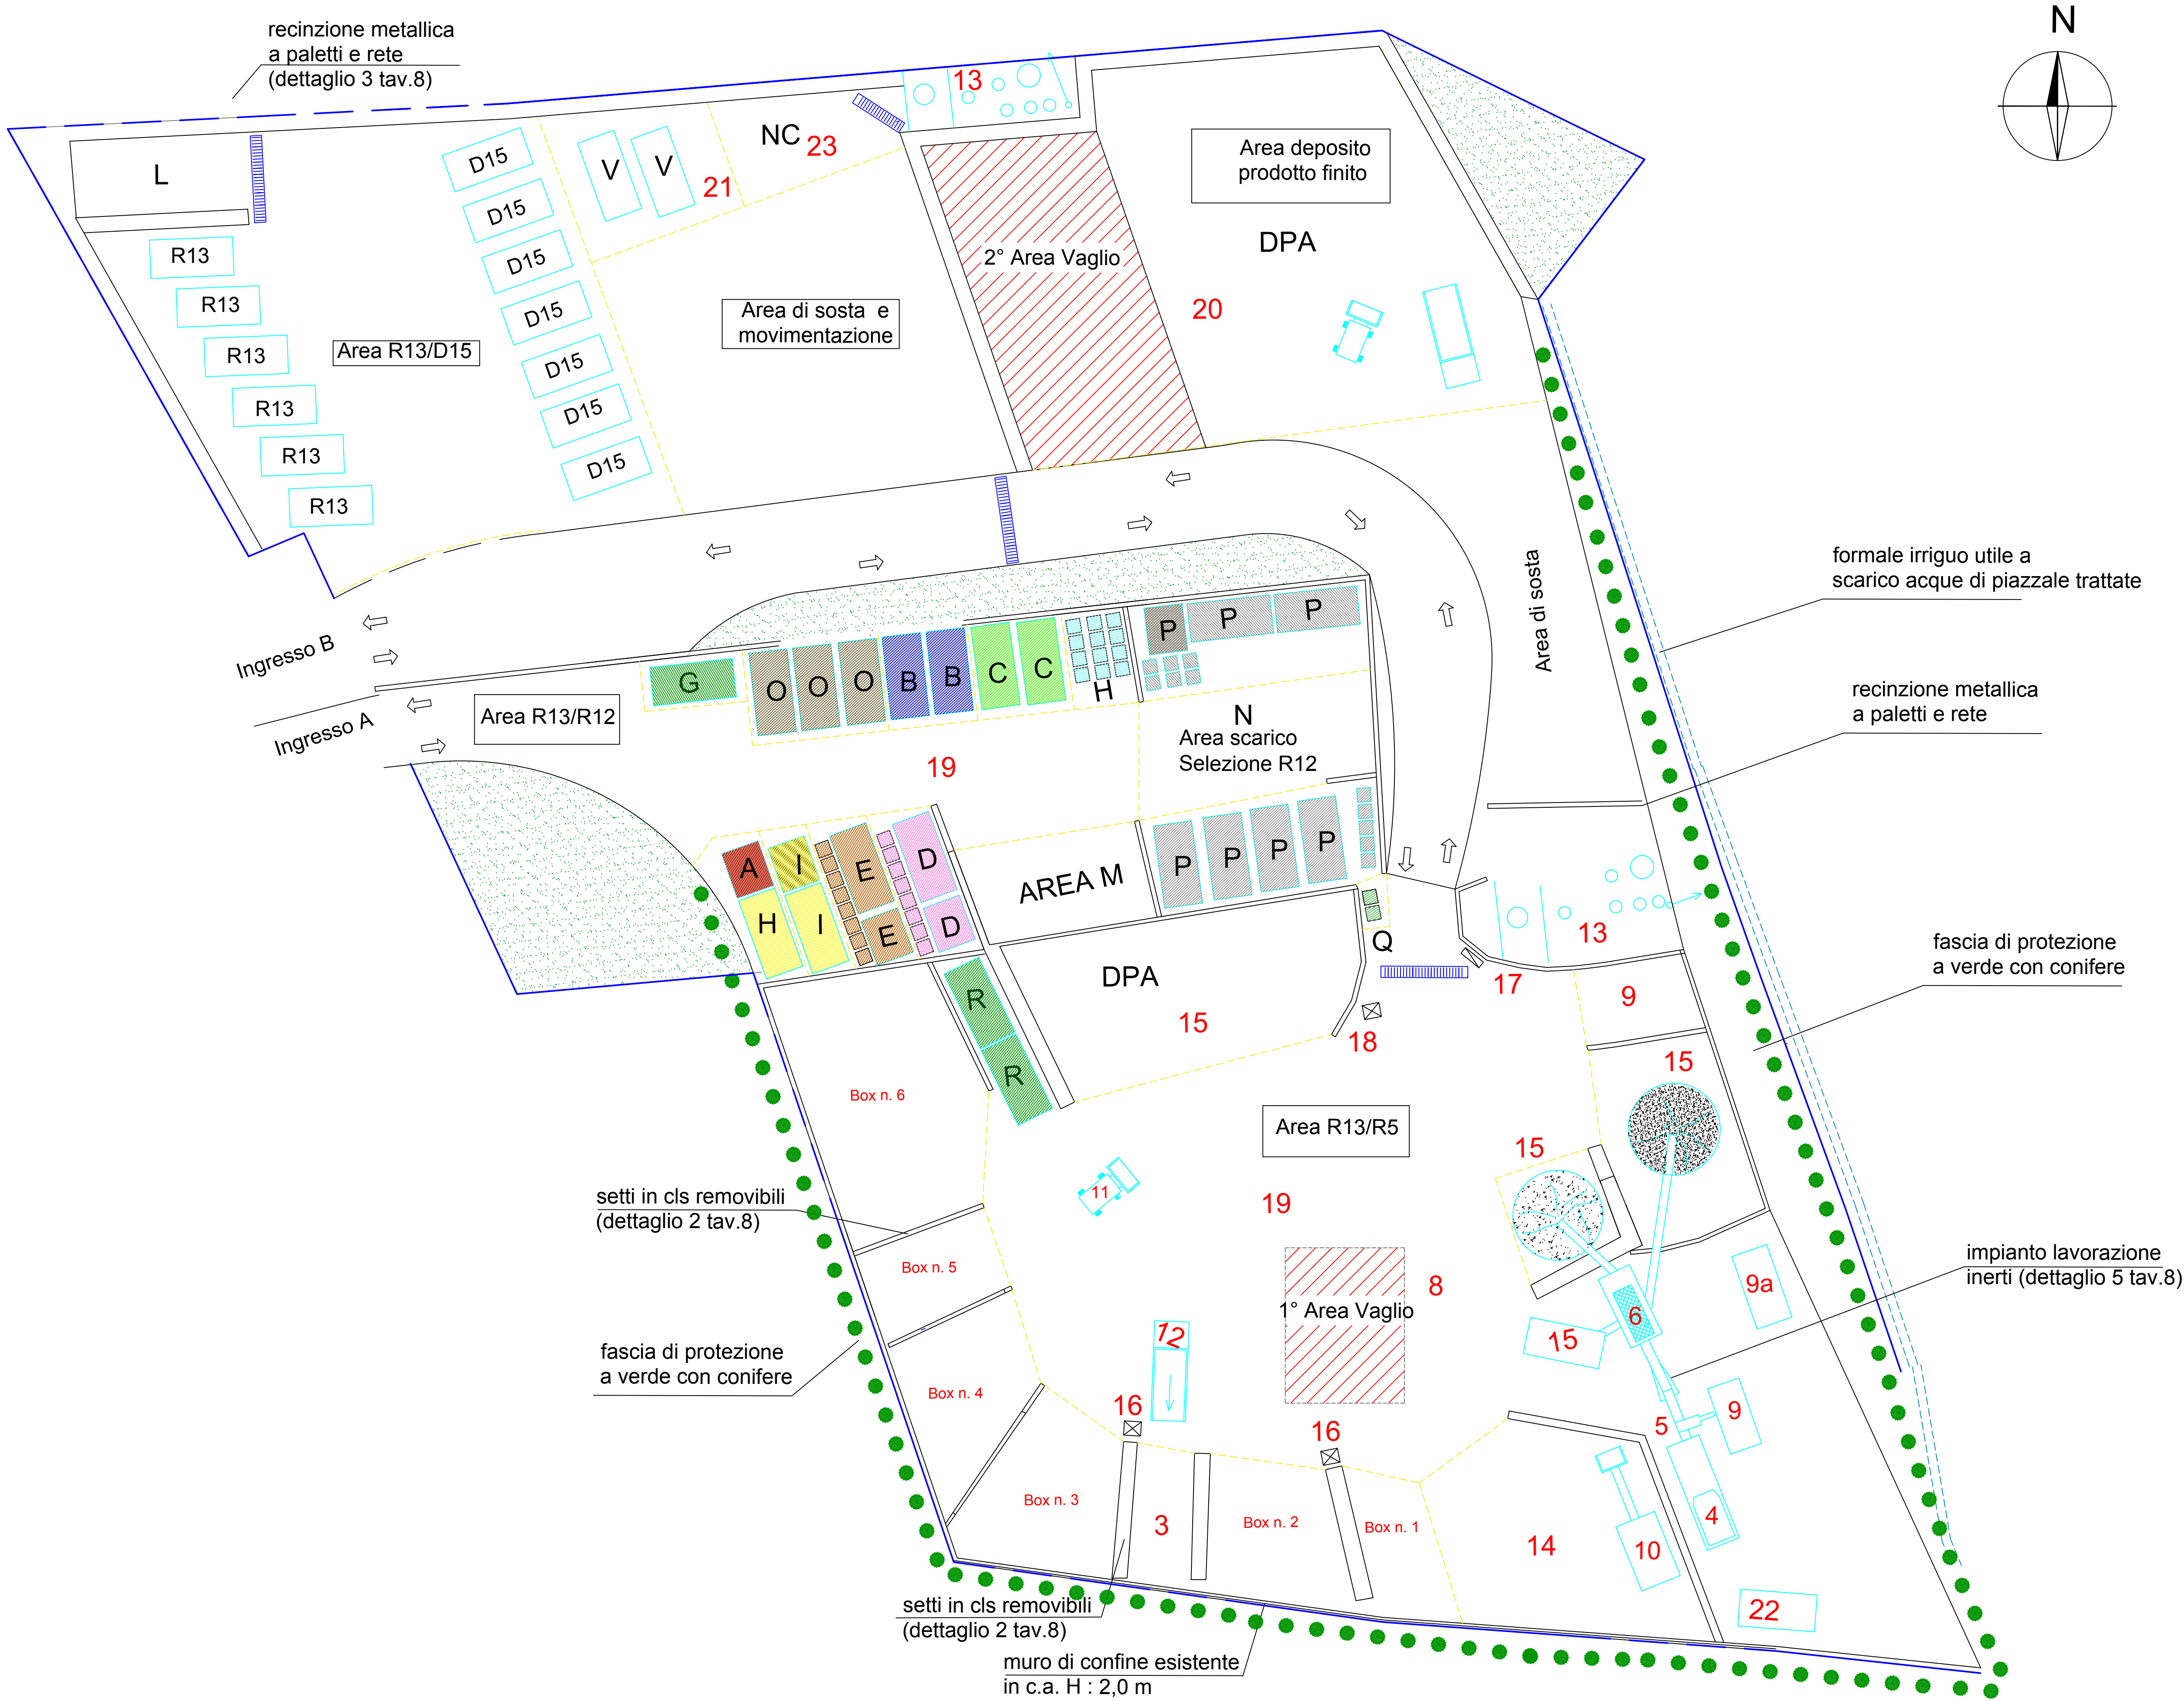 N
recinzione metallica
a paletti e rete
(dettaglio 3 tav.8)
13
NC 23
L
V V
21
D15
D15
D15
D15
D15
D15
D15
R13
R13
R13
R13
R13
R13
Area R13/D15
Area di sosta e
movimentazione
2° Area Vaglio
Area deposito
prodotto finito
DPA
20
Area di sosta
formale irriguo utile a
scarico acque di piazzale trattate
recinzione metallica
a paletti e rete
fascia di protezione
a verde con conifere
impianto lavorazione
inerti (dettaglio 5 tav.8)
Ingresso B
Ingresso A
Area R13/R12
G O O O B B C C H
P P P
N
Area scarico
Selezione R12
19
A I E D
H I E D
AREA M
P P P P
Q
R
R
DPA
15
18
17
13
9
15
15
Box n. 6
Area R13/R5
11
19
setti in cls removibili
(dettaglio 2 tav.8)
Box n. 5
8
1° Area Vaglio
12
9a
6
15
fascia di protezione
a verde con conifere
Box n. 4
16
16
5
9
Box n. 3
3
Box n. 2
Box n. 1
14
10
4
22
setti in cls removibili
(dettaglio 2 tav.8)
muro di confine esistente
in c.a. H : 2,0 m